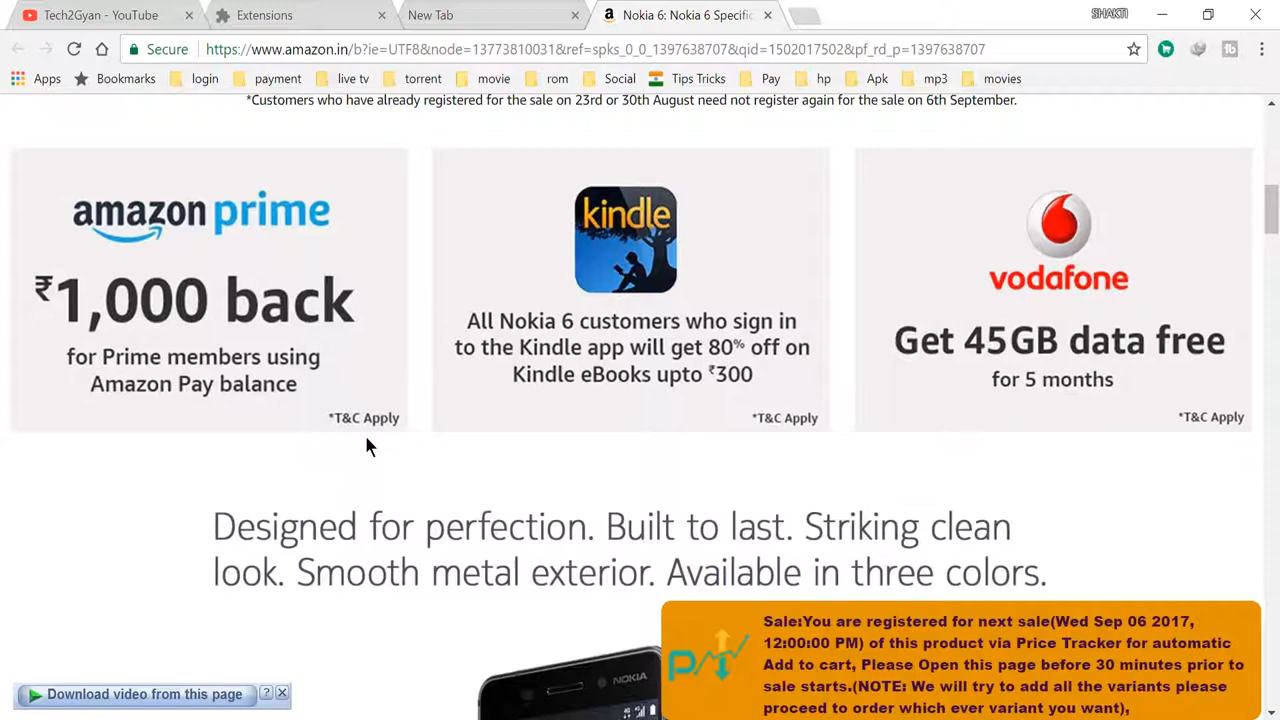 Tech2Gyan - YouTube
Extensions
New Tab
Nokia 6: Nokia 6 Specific
SHAKTI
Secure
https://www.amazon.in/b?ie=UTF8&node=13773810031&ref=spks_0_0_1397638707&qid=1502017502&pf_rd_p=1397638707
Apps
Bookmarks
login
payment
live tv
torrent
movie
rom
Social
Tips Tricks
Pay
hp
Apk
mp3
movies
*Customers who have already registered for the sale on 23rd or 30th August need not register again for the sale on 6th September.
amazon prime
₹1,000 back
for Prime members using
Amazon Pay balance
*T&C Apply
kindle
All Nokia 6 customers who sign in
to the Kindle app will get 80% off on
Kindle eBooks upto ₹300
*T&C Apply
vodafone
Get 45GB data free
for 5 months
*T&C Apply
Designed for perfection. Built to last. Striking clean
look. Smooth metal exterior. Available in three colors.
NOKIA
Sale:You are registered for next sale(Wed Sep 06 2017,
12:00:00 PM) of this product via Price Tracker for automatic
Add to cart, Please Open this page before 30 minutes prior to
sale starts.(NOTE: We will try to add all the variants please
proceed to order which ever variant you want),
Download video from this page
?